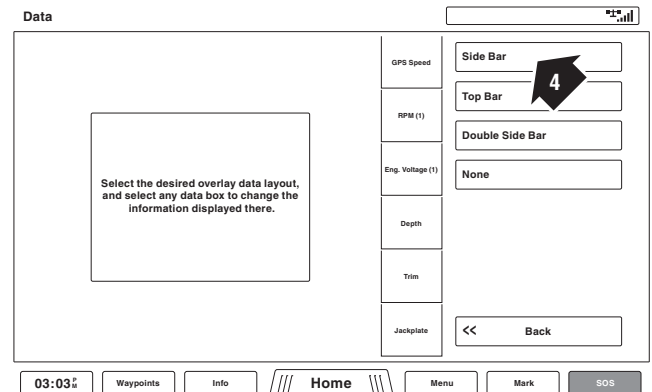 Data
GPS Speed
RPM (1)
Eng. Voltage (1)
Depth
Trim
Jackplate
Select the desired overlay data layout,
and select any data box to change the
information displayed there.
Side Bar
4
Top Bar
Double Side Bar
None
<< Back
03:03 PM
Waypoints
Info
Home
Menu
Mark
SOS